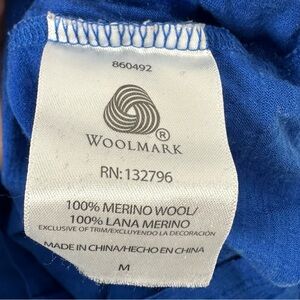 860492
®
WOOLMARK
RN: 132796
100% MERINO WOOL/
100% LANA MERINO
EXCLUSIVE OF TRIM/EXCLUYENDO LA DECORACIÓN
MADE IN CHINA/HECHO EN CHINA
M